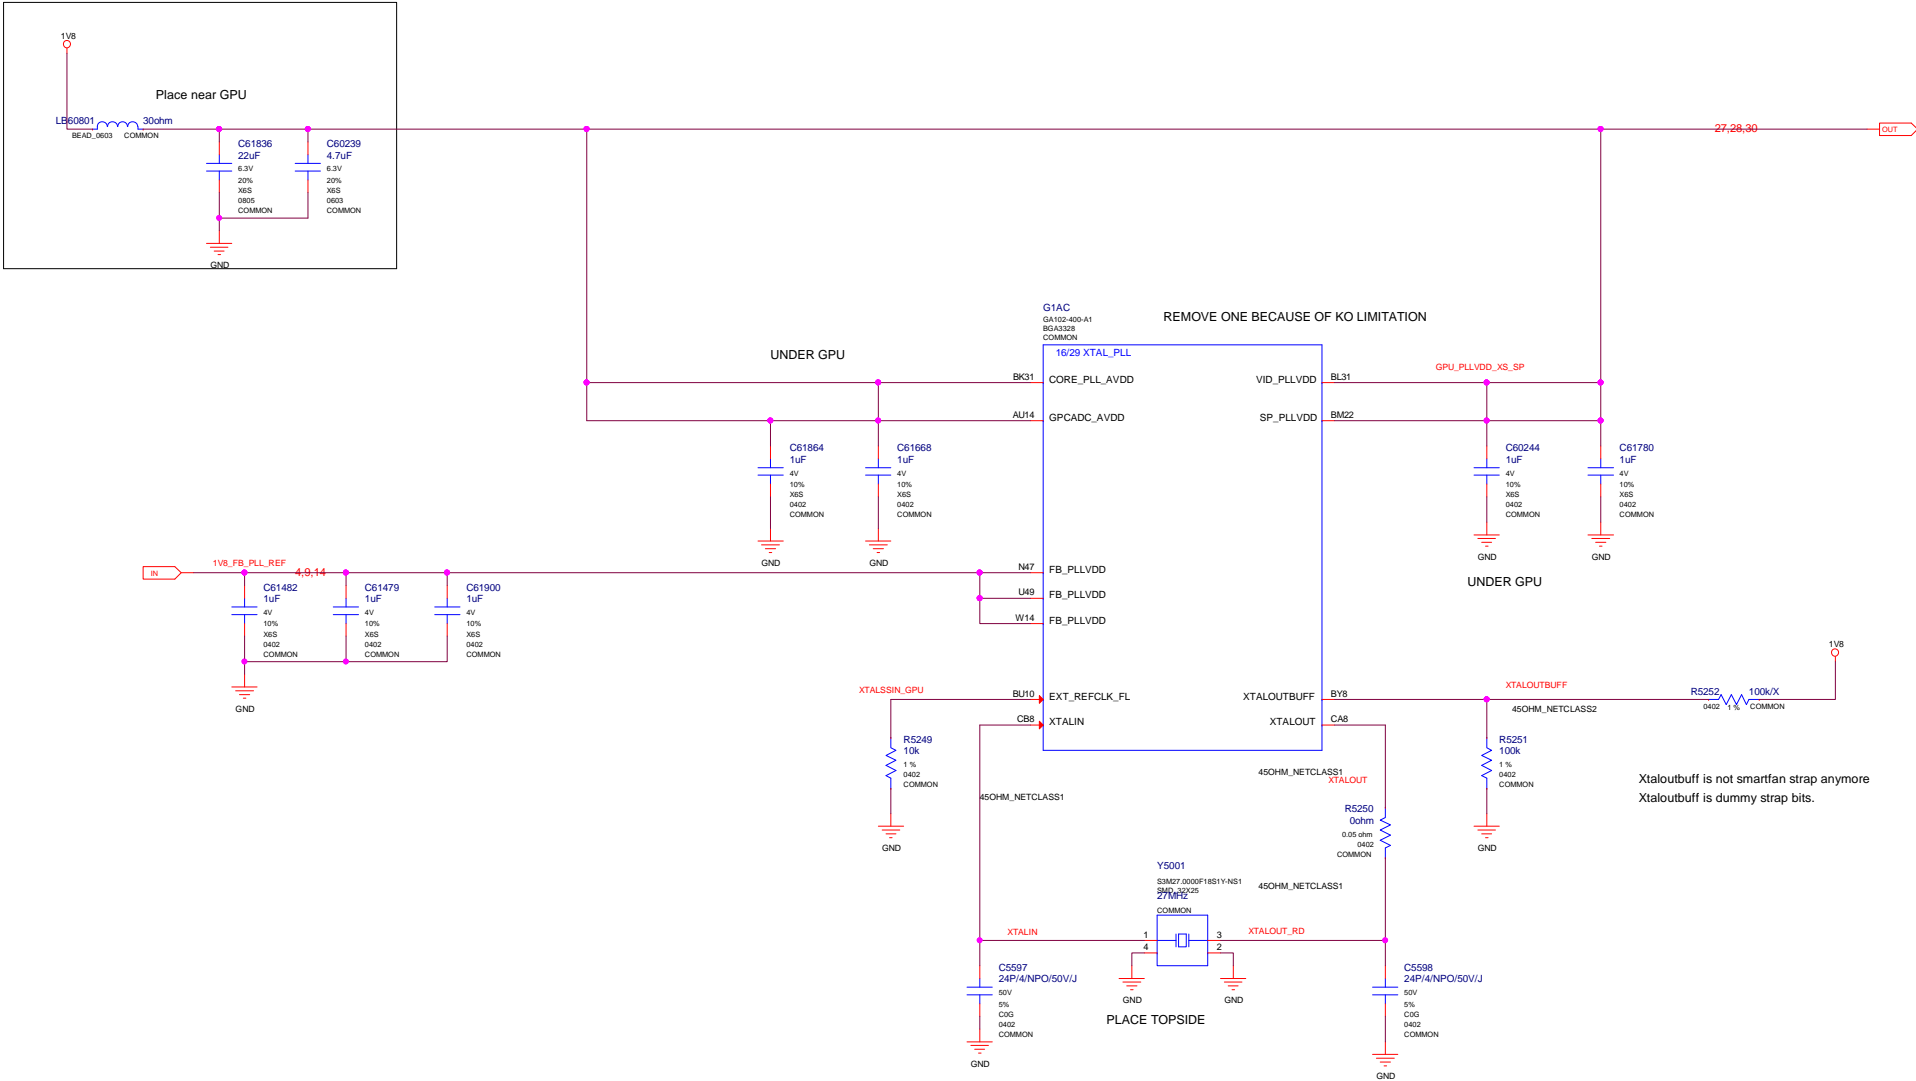 1V8
Place near GPU
LB60801 30ohm
BEAD_0603 COMMON
C61836
22uF
6.3V
20%
X6S
0805
COMMON
C60239
4.7uF
6.3V
20%
X6S
0603
COMMON
GND
27,28,30
OUT
G1AC
GA102-400-A1
BGA3328
COMMON
REMOVE ONE BECAUSE OF KO LIMITATION
16/29 XTAL_PLL
UNDER GPU
BK31 CORE_PLL_AVDD
AU14 GPCADC_AVDD
VID_PLLVDD BL31
SP_PLLVDD BM22
GPU_PLLVDD_XS_SP
C61864
1uF
4V
10%
X6S
0402
COMMON
GND
C61668
1uF
4V
10%
X6S
0402
COMMON
GND
C60244
1uF
4V
10%
X6S
0402
COMMON
GND
C61780
1uF
4V
10%
X6S
0402
COMMON
GND
UNDER GPU
IN
1V8_FB_PLL_REF
4,9,14
N47 FB_PLLVDD
U49 FB_PLLVDD
W14 FB_PLLVDD
C61482
1uF
4V
10%
X6S
0402
COMMON
C61479
1uF
4V
10%
X6S
0402
COMMON
C61900
1uF
4V
10%
X6S
0402
COMMON
GND
XTALSSIN_GPU
BU10 EXT_REFCLK_FL
CB8 XTALIN
XTALOUTBUFF BY8
XTALOUT CA8
XTALOUTBUFF
45OHM_NETCLASS2
1V8
R5252 100k/X
0402 1 % COMMON
R5249
10k
1 %
0402
COMMON
GND
R5251
100k
1 %
0402
COMMON
GND
Xtaloutbuff is not smartfan strap anymore
Xtaloutbuff is dummy strap bits.
45OHM_NETCLASS1
45OHM_NETCLASS1
XTALOUT
R5250
0ohm
0.05 ohm
0402
COMMON
Y5001
S3M27.0000F18S1Y-NS1
SMD_32X25
27MHz
COMMON
45OHM_NETCLASS1
XTALIN
1
4
3
2
XTALOUT_RD
GND
GND
PLACE TOPSIDE
C5597
24P/4/NPO/50V/J
50V
5%
C0G
0402
COMMON
GND
C5598
24P/4/NPO/50V/J
50V
5%
C0G
0402
COMMON
GND